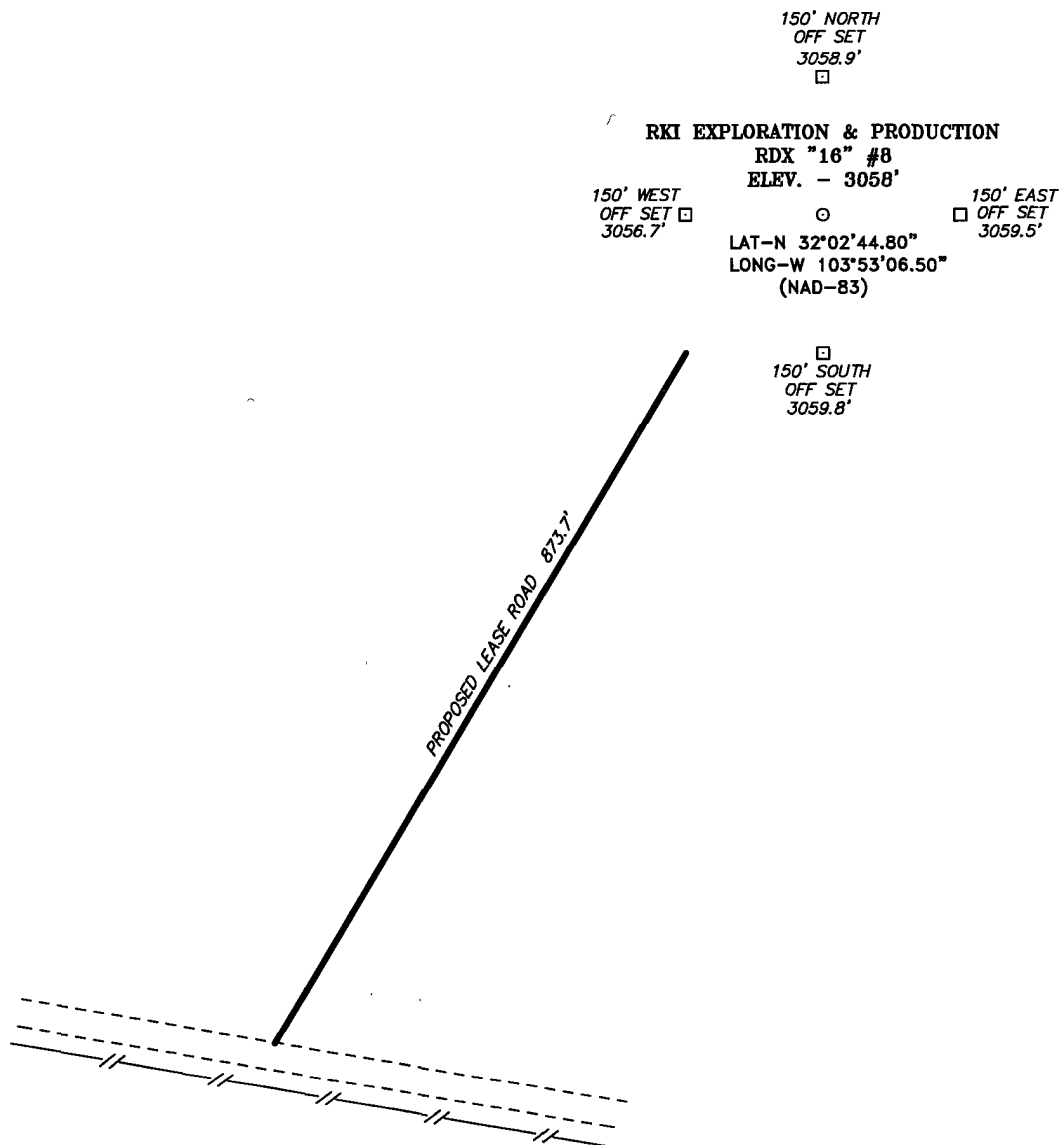 150' NORTH
OFF SET
3058.9'
RKI EXPLORATION & PRODUCTION
RDX "16" #8
ELEV. - 3058'
150' WEST
OFF SET
3056.7'
150' EAST
OFF SET
3059.5'
LAT-N 32°02'44.80"
LONG-W 103°53'06.50"
(NAD-83)
150' SOUTH
OFF SET
3059.8'
PROPOSED LEASE ROAD 873.7'